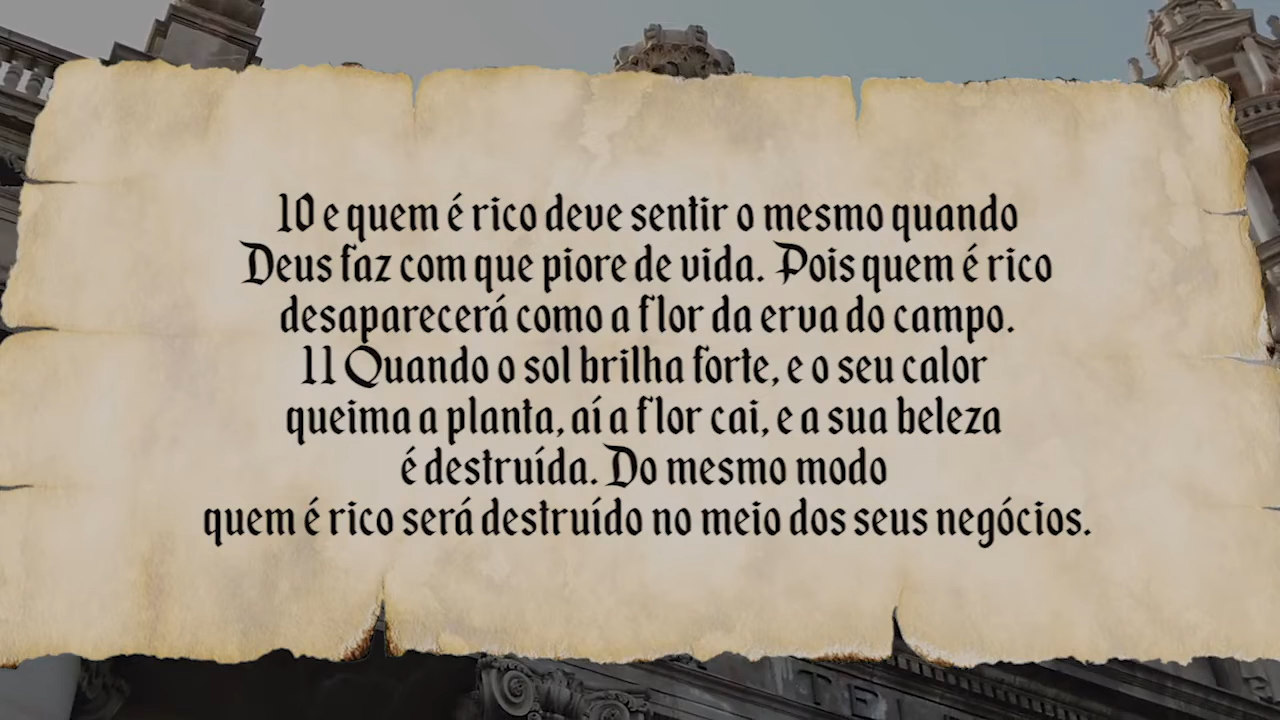 10 e quem é rico deve sentir o mesmo quando
Deus faz com que piore de vida. Pois quem é rico
desaparecerá como a flor da erva do campo.
11 Quando o sol brilha forte, e o seu calor
queima a planta, aí a flor cai, e a sua beleza
é destruída. Do mesmo modo
quem é rico será destruído no meio dos seus negócios.